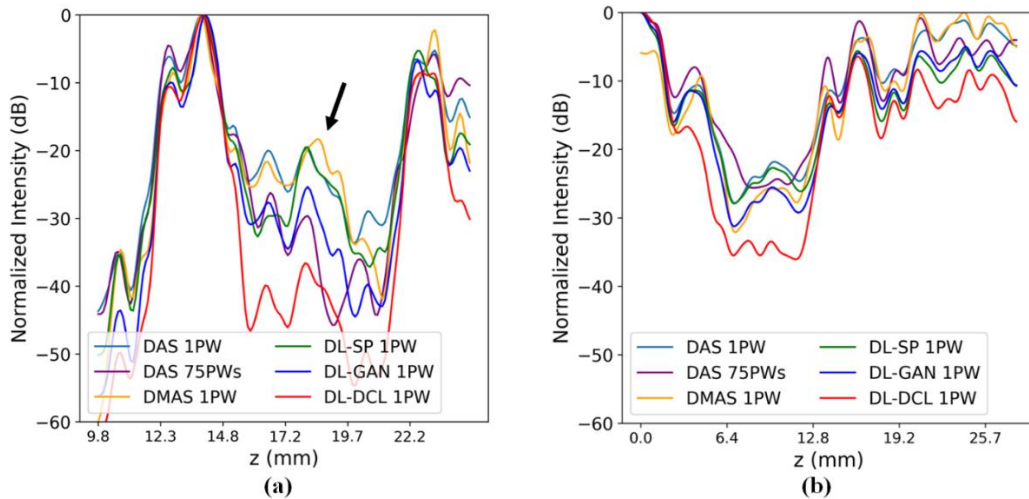 0
−10
−20
−30
−40
−50
−60
Normalized Intensity (dB)
DAS 1PW
DAS 75PWs
DMAS 1PW
DL-SP 1PW
DL-GAN 1PW
DL-DCL 1PW
9.8 12.3 14.8 17.2 19.7 22.2
z (mm)
(a)
0
−10
−20
−30
−40
−50
−60
Normalized Intensity (dB)
DAS 1PW
DAS 75PWs
DMAS 1PW
DL-SP 1PW
DL-GAN 1PW
DL-DCL 1PW
0.0 6.4 12.8 19.2 25.7
z (mm)
(b)